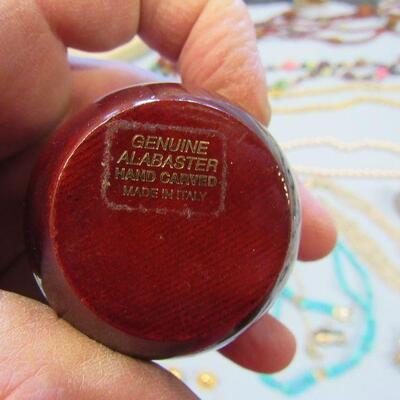 GENUINE
ALABASTER
HAND CARVED
MADE IN ITALY